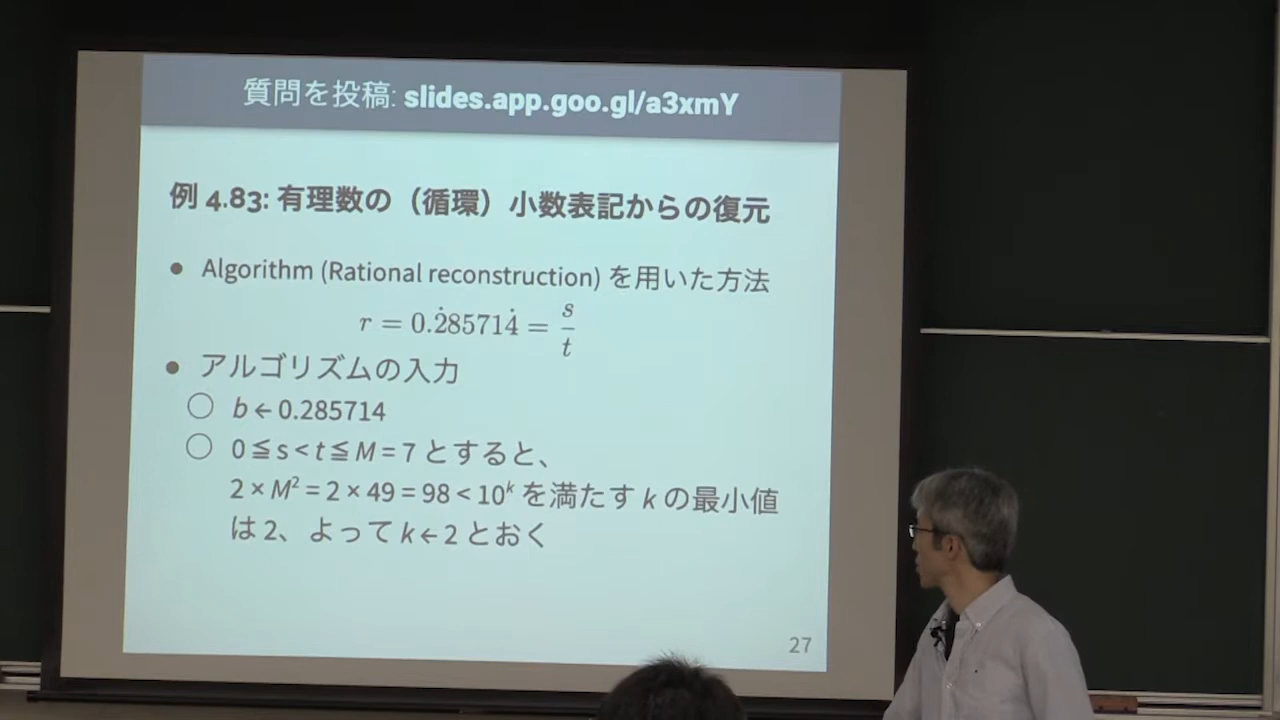 質問を投稿: slides.app.goo.gl/a3xmY
例 4.83: 有理数の（循環）小数表記からの復元
● Algorithm (Rational reconstruction) を用いた方法
r = 0.2̇85714̇ = s/t
● アルゴリズムの入力
○ b ← 0.285714
○ 0 ≦ s < t ≦ M = 7 とすると、
2 × M² = 2 × 49 = 98 < 10ᵏ を満たす k の最小値
は 2、よって k ← 2 とおく
27